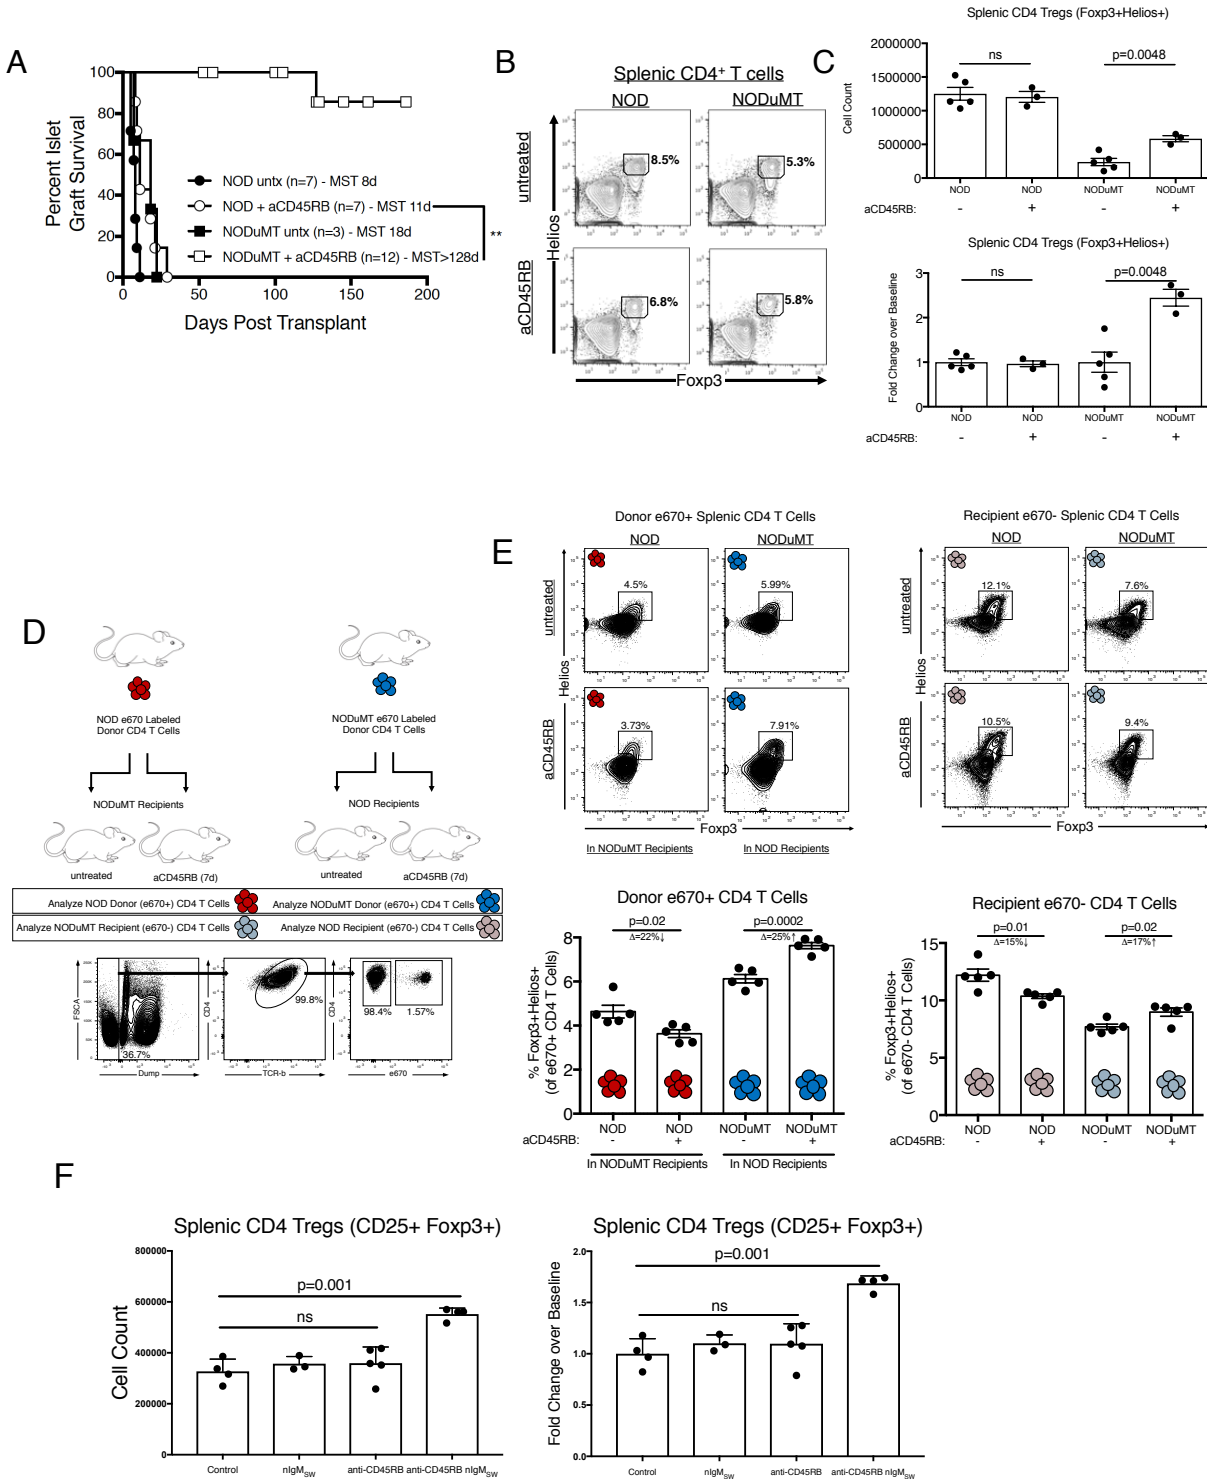 A
Percent Islet
Graft Survival
100
80
60
40
20
0
0
50
100
150
200
Days Post Transplant
NOD untx (n=7) - MST 8d
NOD + aCD45RB (n=7) - MST 11d
NODuMT untx (n=3) - MST 18d
NODuMT + aCD45RB (n=12) - MST>128d
**
B
Splenic CD4+ T cells
NOD
NODuMT
untreated
aCD45RB
Helios
8.5%
5.3%
6.8%
5.8%
Foxp3
C
Splenic CD4 Tregs (Foxp3+Helios+)
Cell Count
2000000
1500000
1000000
500000
0
ns
p=0.0048
NOD
NOD
NODuMT
NODuMT
aCD45RB:
-
+
-
+
Splenic CD4 Tregs (Foxp3+Helios+)
Fold Change over Baseline
3
2
1
0
ns
p=0.0048
NOD
NOD
NODuMT
NODuMT
aCD45RB:
-
+
-
+
D
NOD e670 Labeled
Donor CD4 T Cells
NODuMT e670 Labeled
Donor CD4 T Cells
NODuMT Recipients
NOD Recipients
untreated
aCD45RB (7d)
untreated
aCD45RB (7d)
Analyze NOD Donor (e670+) CD4 T Cells
Analyze NODuMT Donor (e670+) CD4 T Cells
Analyze NODuMT Recipient (e670-) CD4 T Cells
Analyze NOD Recipient (e670-) CD4 T Cells
FSCA
36.7%
Dump
CD4
99.8%
TCR-b
CD4
98.4%
1.57%
e670
E
Donor e670+ Splenic CD4 T Cells
NOD
NODuMT
untreated
aCD45RB
Helios
4.5%
5.99%
3.73%
7.91%
Foxp3
In NODuMT Recipients
In NOD Recipients
Recipient e670- Splenic CD4 T Cells
NOD
NODuMT
untreated
aCD45RB
Helios
12.1%
7.6%
10.5%
9.4%
Foxp3
Donor e670+ CD4 T Cells
% Foxp3+Helios+
(of e670+ CD4 T Cells)
8
6
4
2
0
p=0.02
Δ=22%↓
p=0.0002
Δ=25%↑
NOD
NOD
NODuMT
NODuMT
aCD45RB:
-
+
-
+
In NODuMT Recipients
In NOD Recipients
Recipient e670- CD4 T Cells
% Foxp3+Helios+
(of e670- CD4 T Cells)
15
10
5
0
p=0.01
Δ=15%↓
p=0.02
Δ=17%↑
NOD
NOD
NODuMT
NODuMT
aCD45RB:
-
+
-
+
F
Splenic CD4 Tregs (CD25+ Foxp3+)
Cell Count
800000
600000
400000
200000
0
p=0.001
ns
Control
nIgMSW
anti-CD45RB
anti-CD45RB nIgMSW
Splenic CD4 Tregs (CD25+ Foxp3+)
Fold Change over Baseline
2.0
1.5
1.0
0.5
0.0
p=0.001
ns
Control
nIgMSW
anti-CD45RB
anti-CD45RB nIgMSW